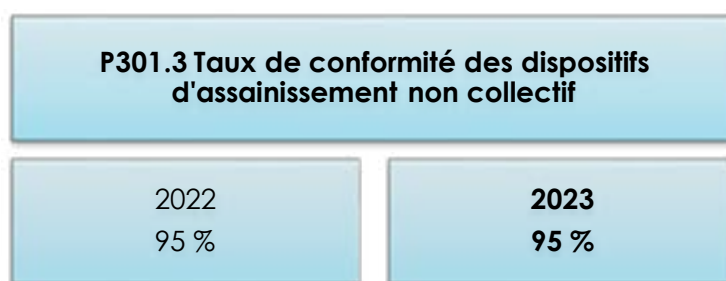 P301.3 Taux de conformité des dispositifs
d'assainissement non collectif
2022
95 %
2023
95 %